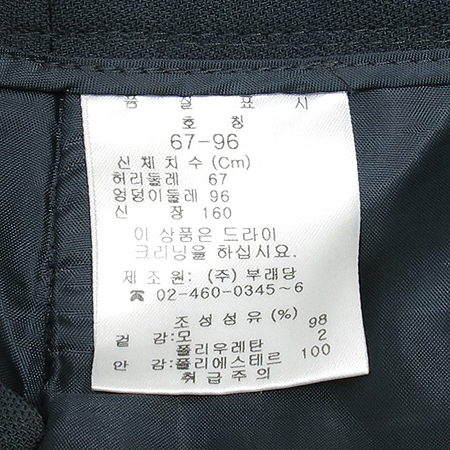 품 질 표 시
호 칭
67-96
신 체 치 수 (Cm)
허리둘레 67
엉덩이둘레 96
신 장 160
이 상품은 드라이
크리닝을 하십시요.
제 조 원: (주) 부래당
☎ 02-460-0345~6
조 성 섬 유 (%)
겉 감: 모 98
폴리우레탄 2
안 감: 폴리에스테르 100
취 급 주 의